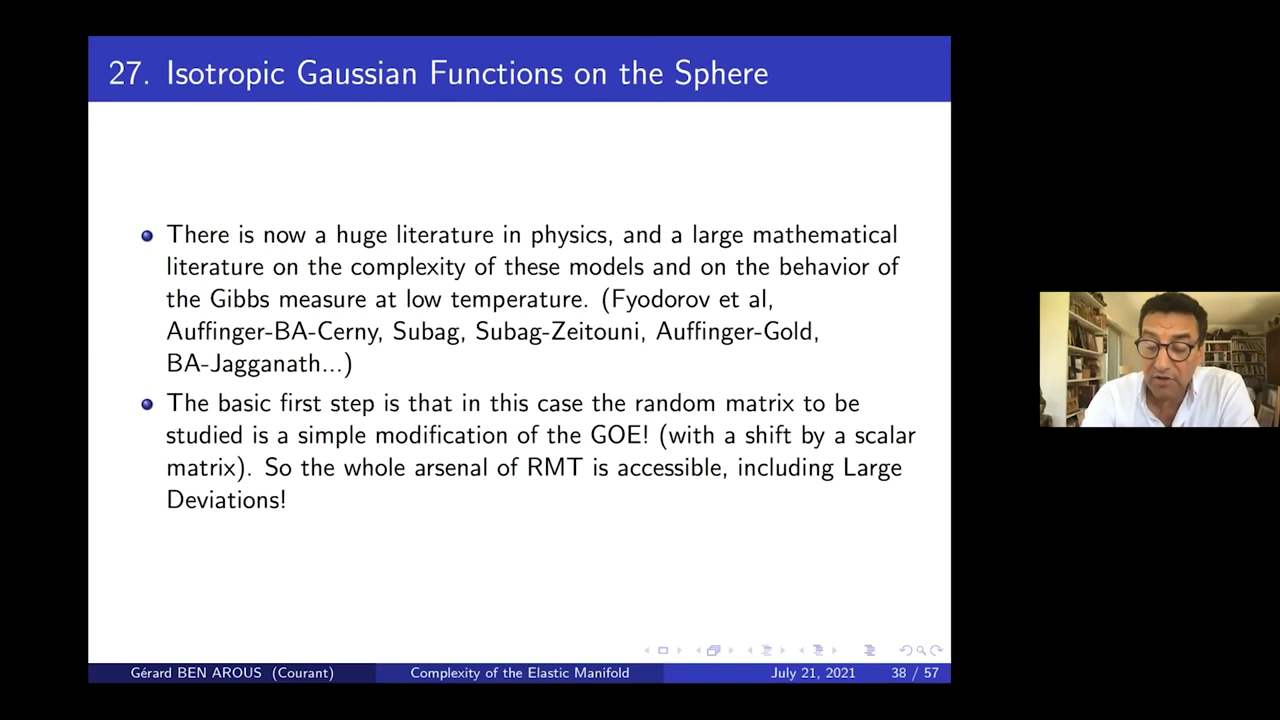 27. Isotropic Gaussian Functions on the Sphere
There is now a huge literature in physics, and a large mathematical
literature on the complexity of these models and on the behavior of
the Gibbs measure at low temperature. (Fyodorov et al,
Auffinger-BA-Cerny, Subag, Subag-Zeitouni, Auffinger-Gold,
BA-Jagganath...)
The basic first step is that in this case the random matrix to be
studied is a simple modification of the GOE! (with a shift by a scalar
matrix). So the whole arsenal of RMT is accessible, including Large
Deviations!
Gérard BEN AROUS (Courant) Complexity of the Elastic Manifold July 21, 2021 38 / 57